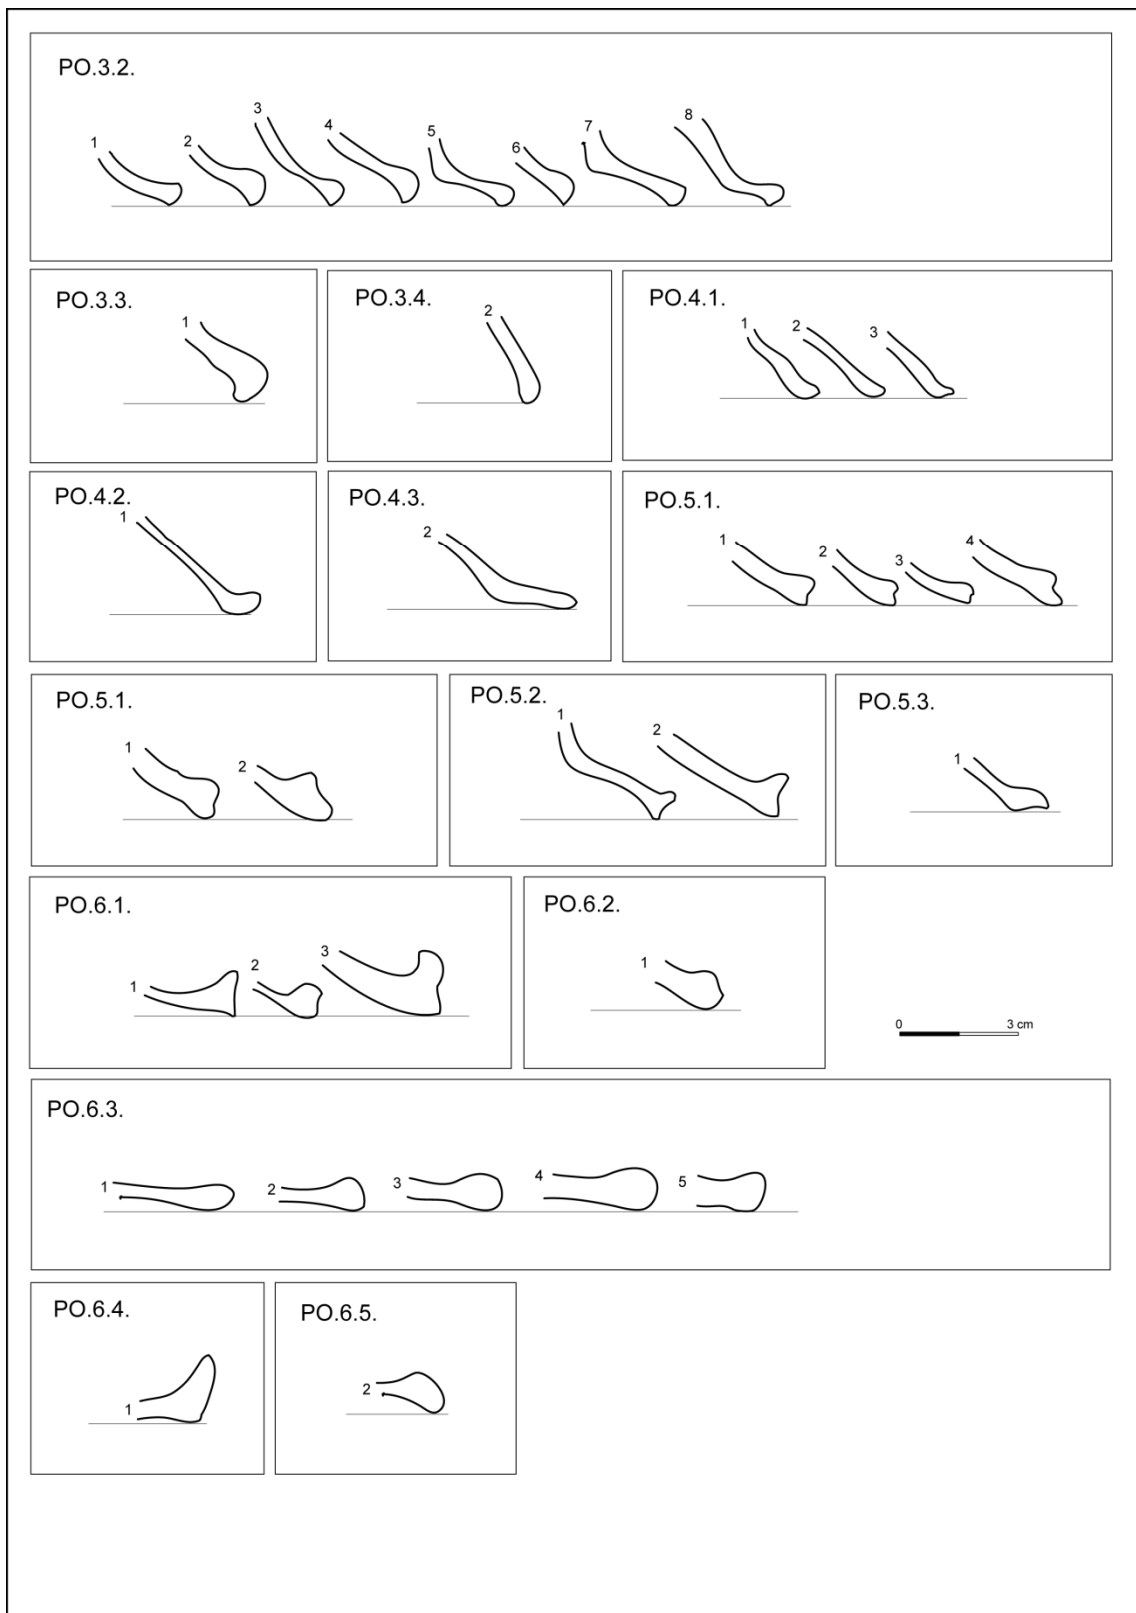 PO.3.2.
1 2 3 4 5 6 7 8
PO.3.3.
1
PO.3.4.
2
PO.4.1.
1 2 3
PO.4.2.
1
PO.4.3.
2
PO.5.1.
1 2 3 4
PO.5.1.
1 2
PO.5.2.
1 2
PO.5.3.
1
PO.6.1.
1 2 3
PO.6.2.
1
0 3 cm
PO.6.3.
1 2 3 4 5
PO.6.4.
1
PO.6.5.
2